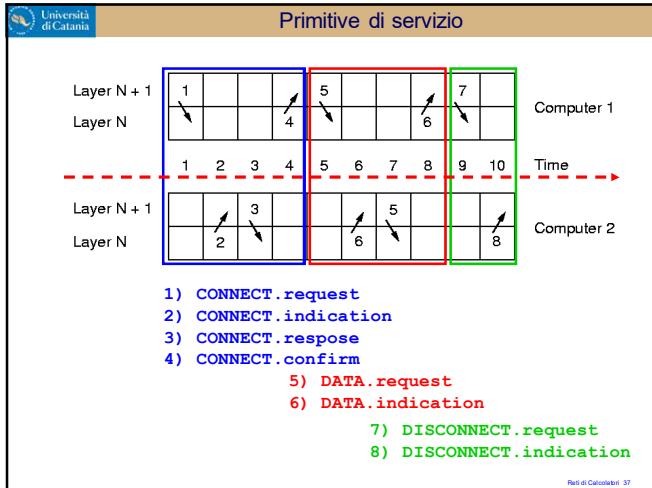 Università
di Catania
Primitive di servizio
Layer N + 1 1 5 7
Layer N 4 6
Computer 1
1 2 3 4 5 6 7 8 9 10 Time
Layer N + 1 3 5
Layer N 2 6 8
Computer 2
1) CONNECT.request
2) CONNECT.indication
3) CONNECT.respose
4) CONNECT.confirm
5) DATA.request
6) DATA.indication
7) DISCONNECT.request
8) DISCONNECT.indication
Reti di Calcolatori 37